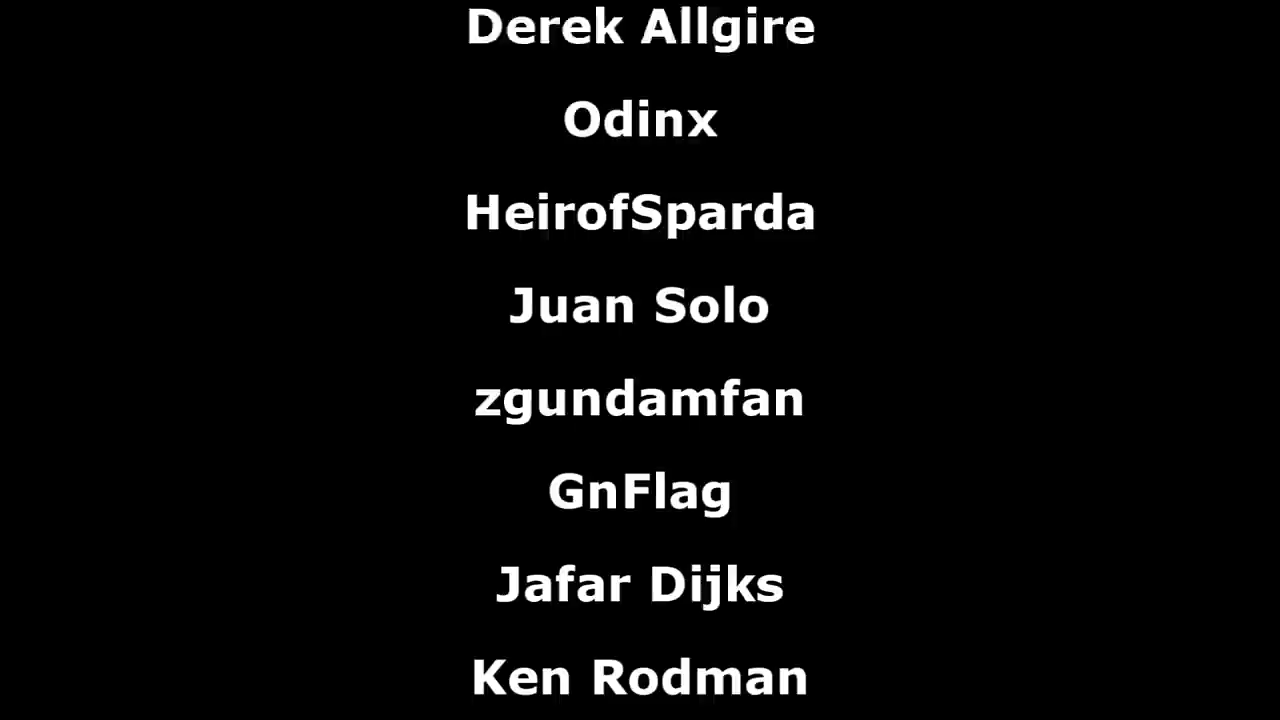 Derek Allgire
Odinx
HeirofSparda
Juan Solo
zgundamfan
GnFlag
Jafar Dijks
Ken Rodman